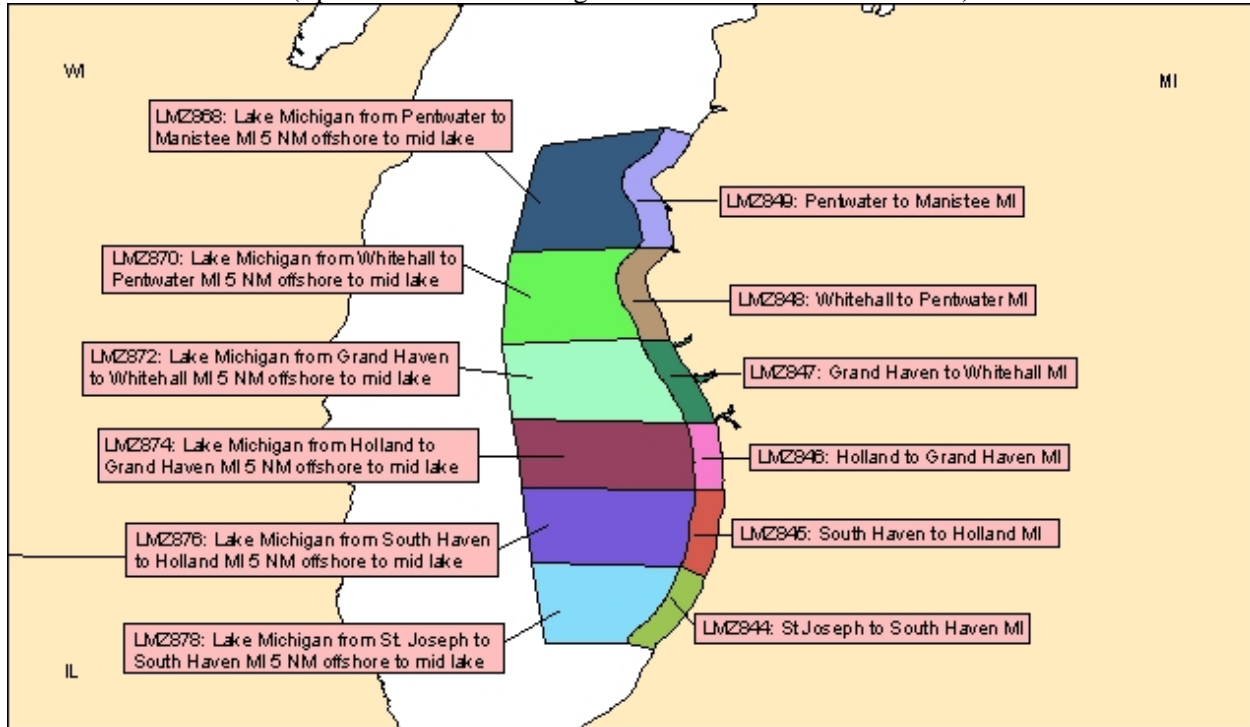 WI
MI
LMZ868: Lake Michigan from Pentwater to
Manistee MI 5 NM offshore to mid lake
LMZ849: Pentwater to Manistee MI
LMZ870: Lake Michigan from Whitehall to
Pentwater MI 5 NM offshore to mid lake
LMZ848: Whitehall to Pentwater MI
LMZ872: Lake Michigan from Grand Haven
to Whitehall MI 5 NM offshore to mid lake
LMZ847: Grand Haven to Whitehall MI
LMZ874: Lake Michigan from Holland to
Grand Haven MI 5 NM offshore to mid lake
LMZ846: Holland to Grand Haven MI
LMZ876: Lake Michigan from South Haven
to Holland MI 5 NM offshore to mid lake
LMZ845: South Haven to Holland MI
LMZ878: Lake Michigan from St. Joseph to
South Haven MI 5 NM offshore to mid lake
LMZ844: St.Joseph to South Haven MI
IL